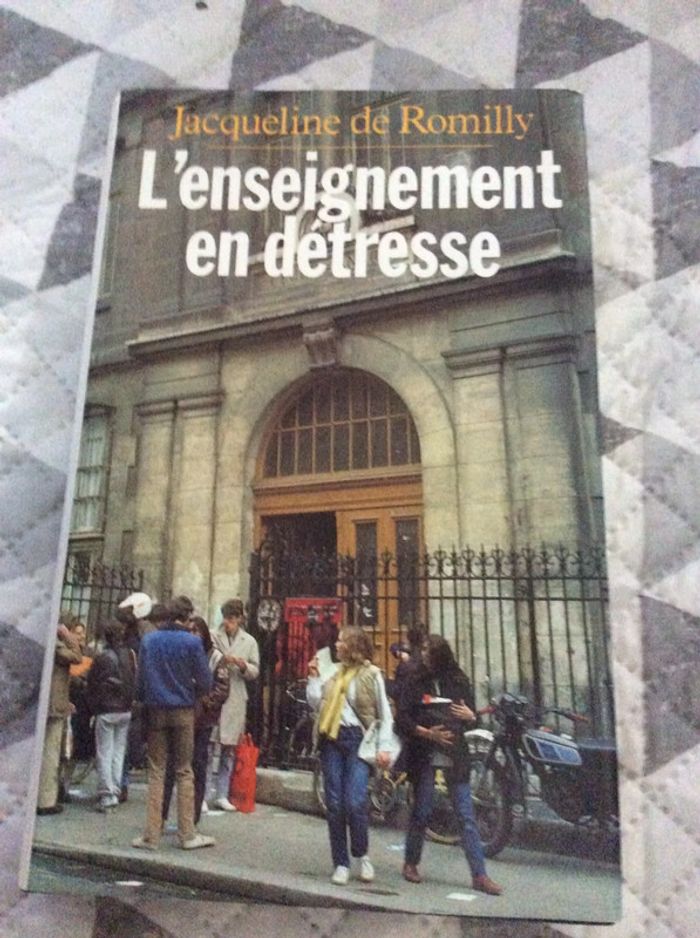 Jacqueline de Romilly
L'enseignement
en détresse